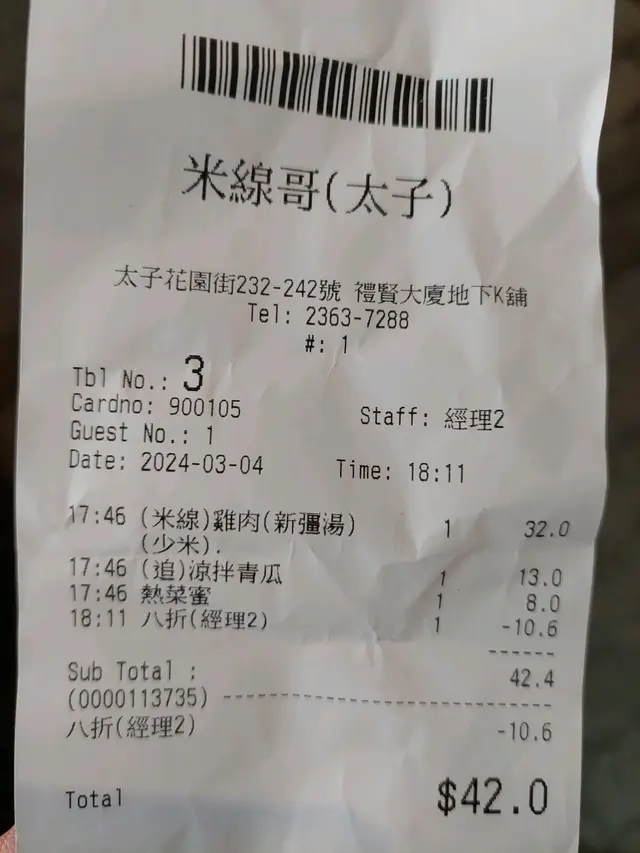 米線哥(太子)
太子花園街232-242號 禮賢大廈地下K舖
Tel: 2363-7288
#: 1
Tbl No.: 3
Cardno: 900105 Staff: 經理2
Guest No.: 1
Date: 2024-03-04 Time: 18:11
17:46 (米線)雞肉(新彊湯) 1 32.0
(少米).
17:46 (追)涼拌青瓜 1 13.0
17:46 熱菜蜜 1 8.0
18:11 八折(經理2) 1 -10.6
------
Sub Total : 42.4
(0000113735) ------------------------------
八折(經理2) -10.6
Total $42.0